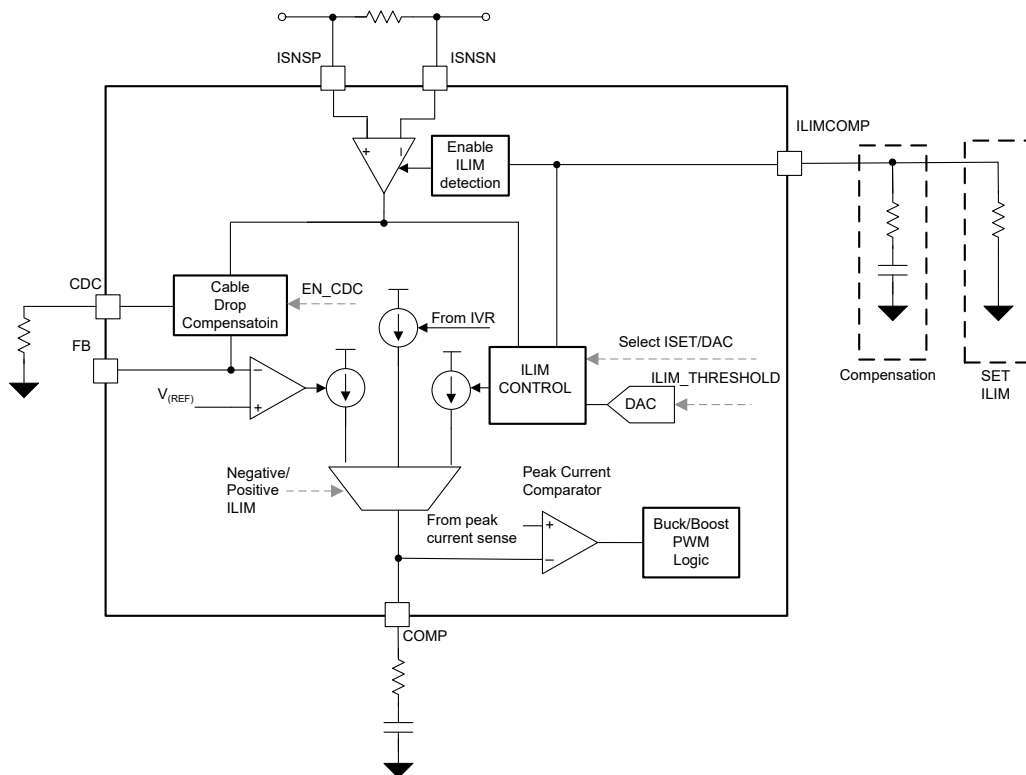 ISNSP
ISNSN
ILIMCOMP
+
–
Enable
ILIM
detection
CDC
Cable
Drop
Compensatoin
EN_CDC
From IVR
FB
Select ISET/DAC
ILIM
CONTROL
ILIM_THRESHOLD
DAC
Compensation
SET
ILIM
–
V(REF)
+
Negative/
Positive
ILIM
Peak Current
Comparator
From peak
current sense
+
–
Buck/Boost
PWM
Logic
COMP